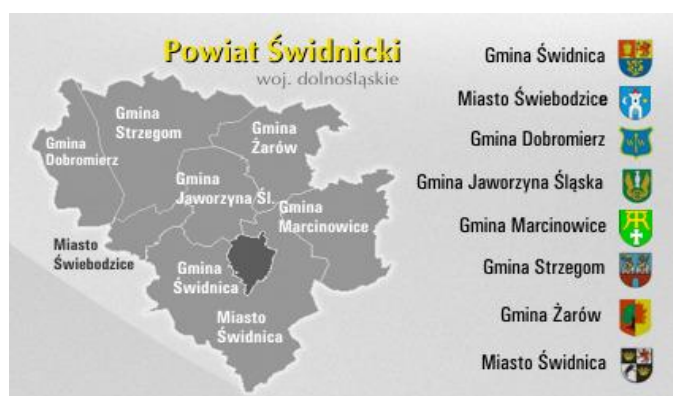 Powiat Świdnicki
woj. dolnośląskie
Gmina
Strzegom
Gmina
Dobromierz
Gmina
Żarów
Gmina
Jaworzyna Śl.
Gmina
Marcinowice
Miasto
Świebodzice
Gmina
Świdnica
Miasto
Świdnica
Gmina Świdnica
Miasto Świebodzice
Gmina Dobromierz
Gmina Jaworzyna Śląska
Gmina Marcinowice
Gmina Strzegom
Gmina Żarów
Miasto Świdnica